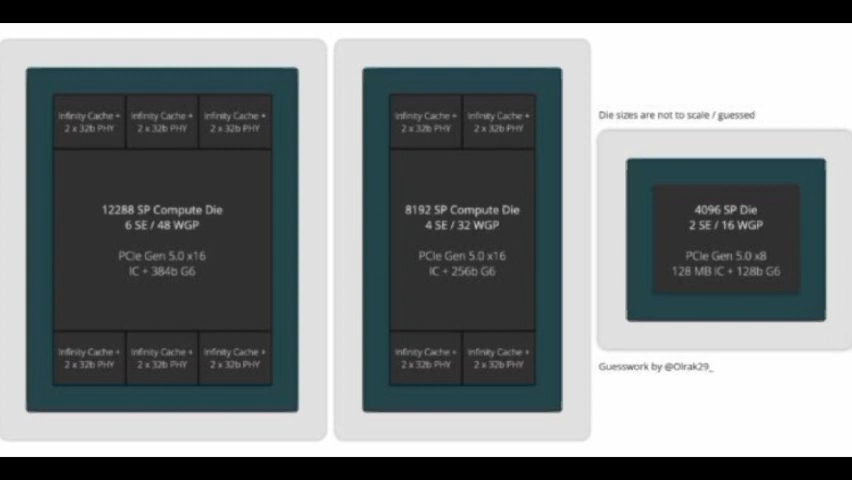 Infinity Cache +
2 x 32b PHY
Infinity Cache +
2 x 32b PHY
Infinity Cache +
2 x 32b PHY
12288 SP Compute Die
6 SE / 48 WGP
PCIe Gen 5.0 x16
IC + 384b G6
Infinity Cache +
2 x 32b PHY
Infinity Cache +
2 x 32b PHY
Infinity Cache +
2 x 32b PHY
Infinity Cache +
2 x 32b PHY
Infinity Cache +
2 x 32b PHY
8192 SP Compute Die
4 SE / 32 WGP
PCIe Gen 5.0 x16
IC + 256b G6
Infinity Cache +
2 x 32b PHY
Infinity Cache +
2 x 32b PHY
Die sizes are not to scale / guessed
4096 SP Die
2 SE / 16 WGP
PCIe Gen 5.0 x8
128 MB IC + 128b G6
Guesswork by @Olrak29_